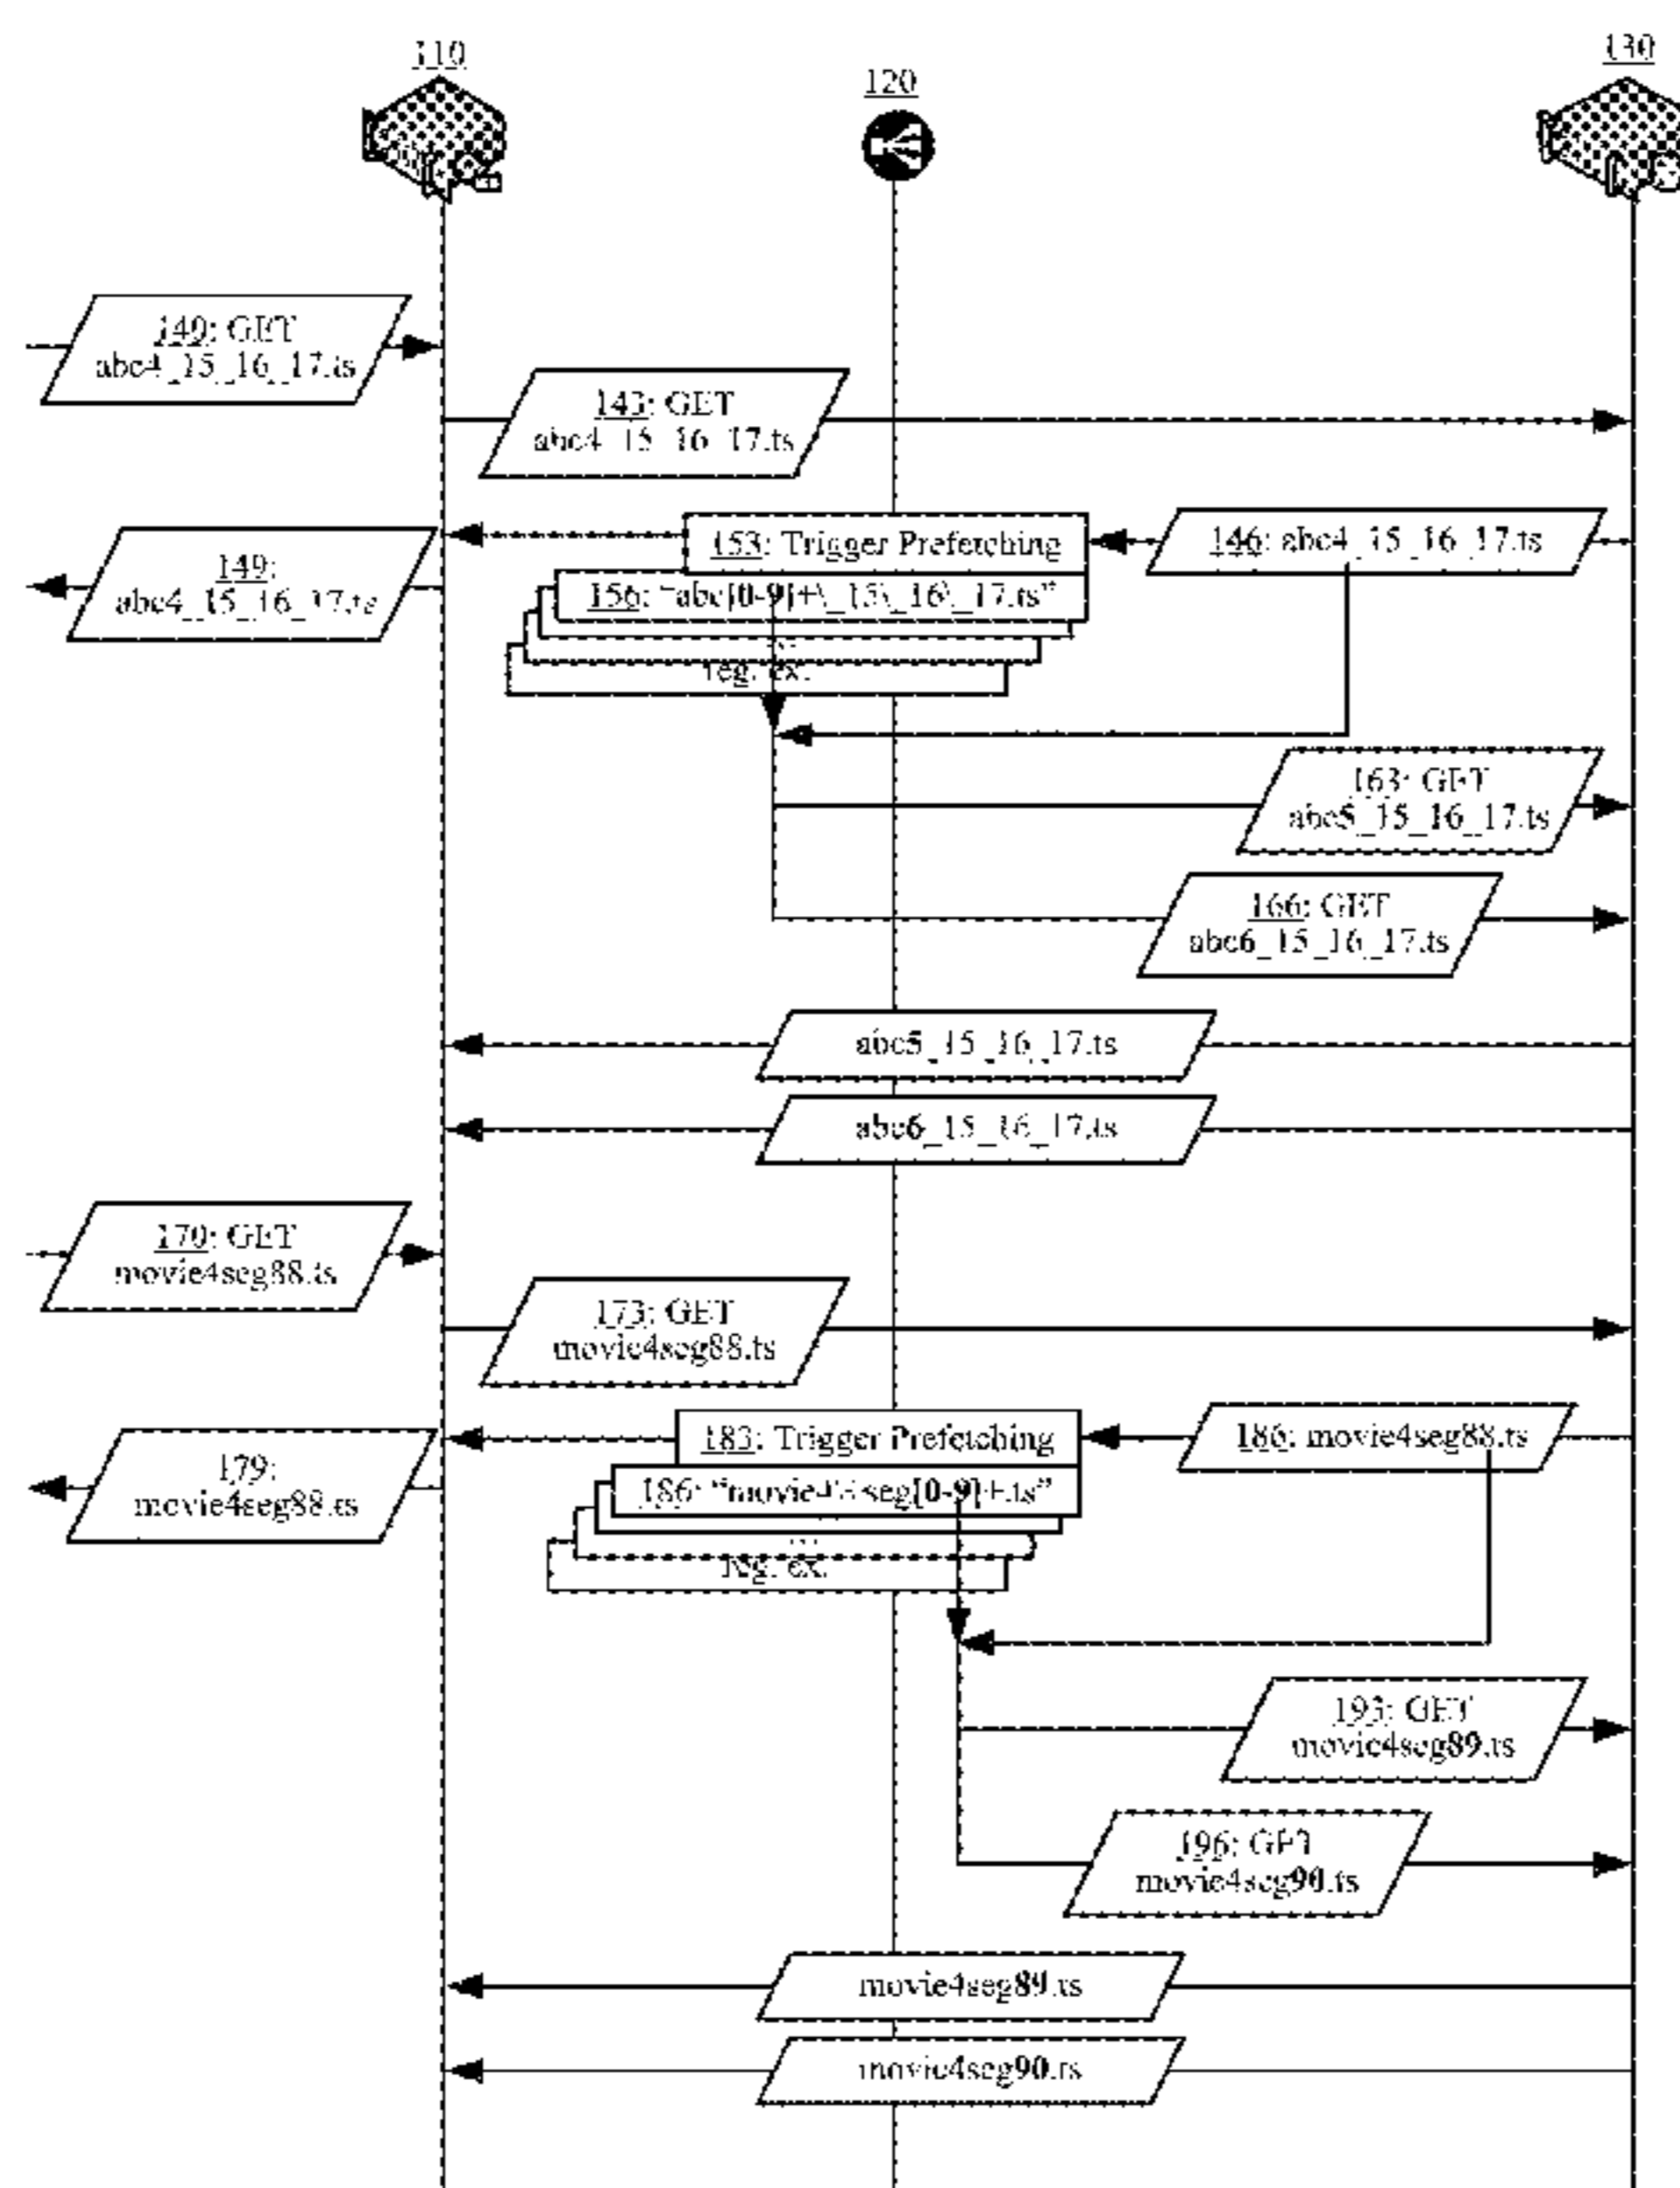 110
120
130
140: GET
abc4_15_16_17.ts
143: GET
abc4_15_16_17.ts
153: Trigger Prefetching
146: abc4_15_16_17.ts
149:
abc4_15_16_17.ts
156: “abc[0-9]+\_15\_16\_17.ts”
...
reg. ex.
163: GET
abc5_15_16_17.ts
166: GET
abc6_15_16_17.ts
abc5_15_16_17.ts
abc6_15_16_17.ts
170: GET
movie4seg88.ts
173: GET
movie4seg88.ts
183: Trigger Prefetching
186: movie4seg88.ts
179:
movie4seg88.ts
...
reg. ex.
193: GET
movie4seg89.ts
196: GET
movie4seg90.ts
movie4seg89.ts
movie4seg90.ts